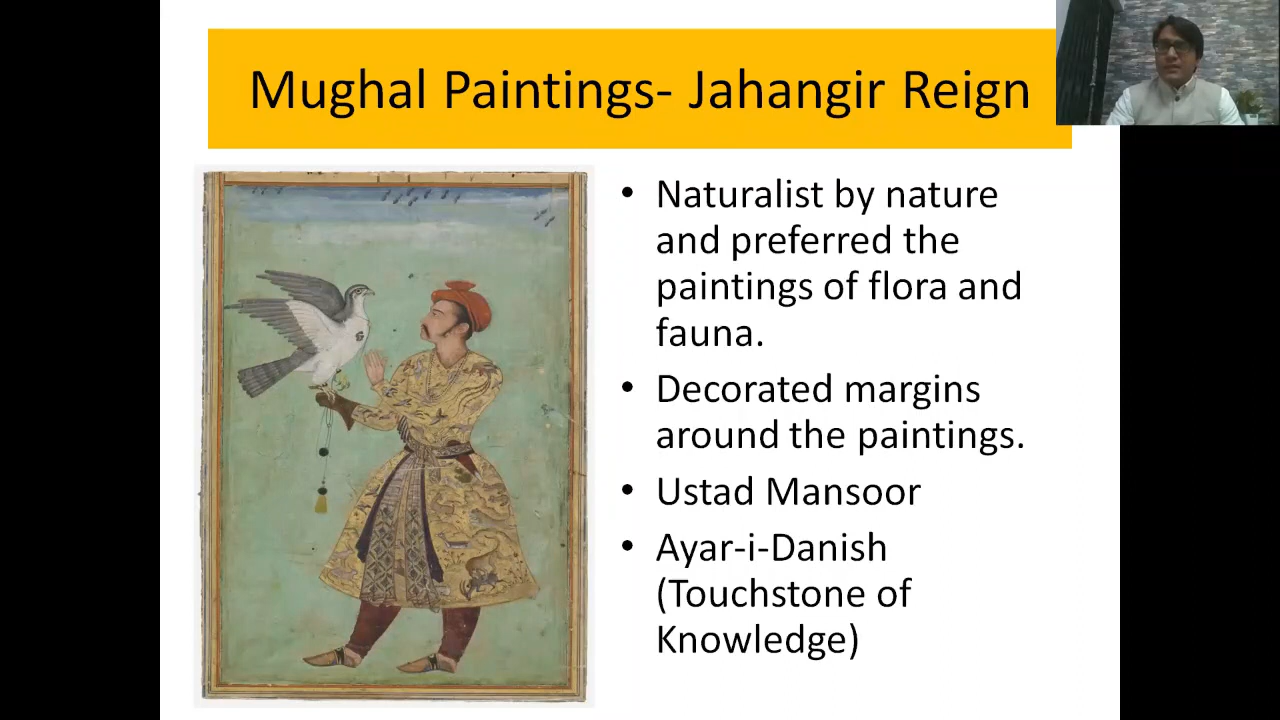 Mughal Paintings- Jahangir Reign
• Naturalist by nature
and preferred the
paintings of flora and
fauna.
• Decorated margins
around the paintings.
• Ustad Mansoor
• Ayar-i-Danish
(Touchstone of
Knowledge)